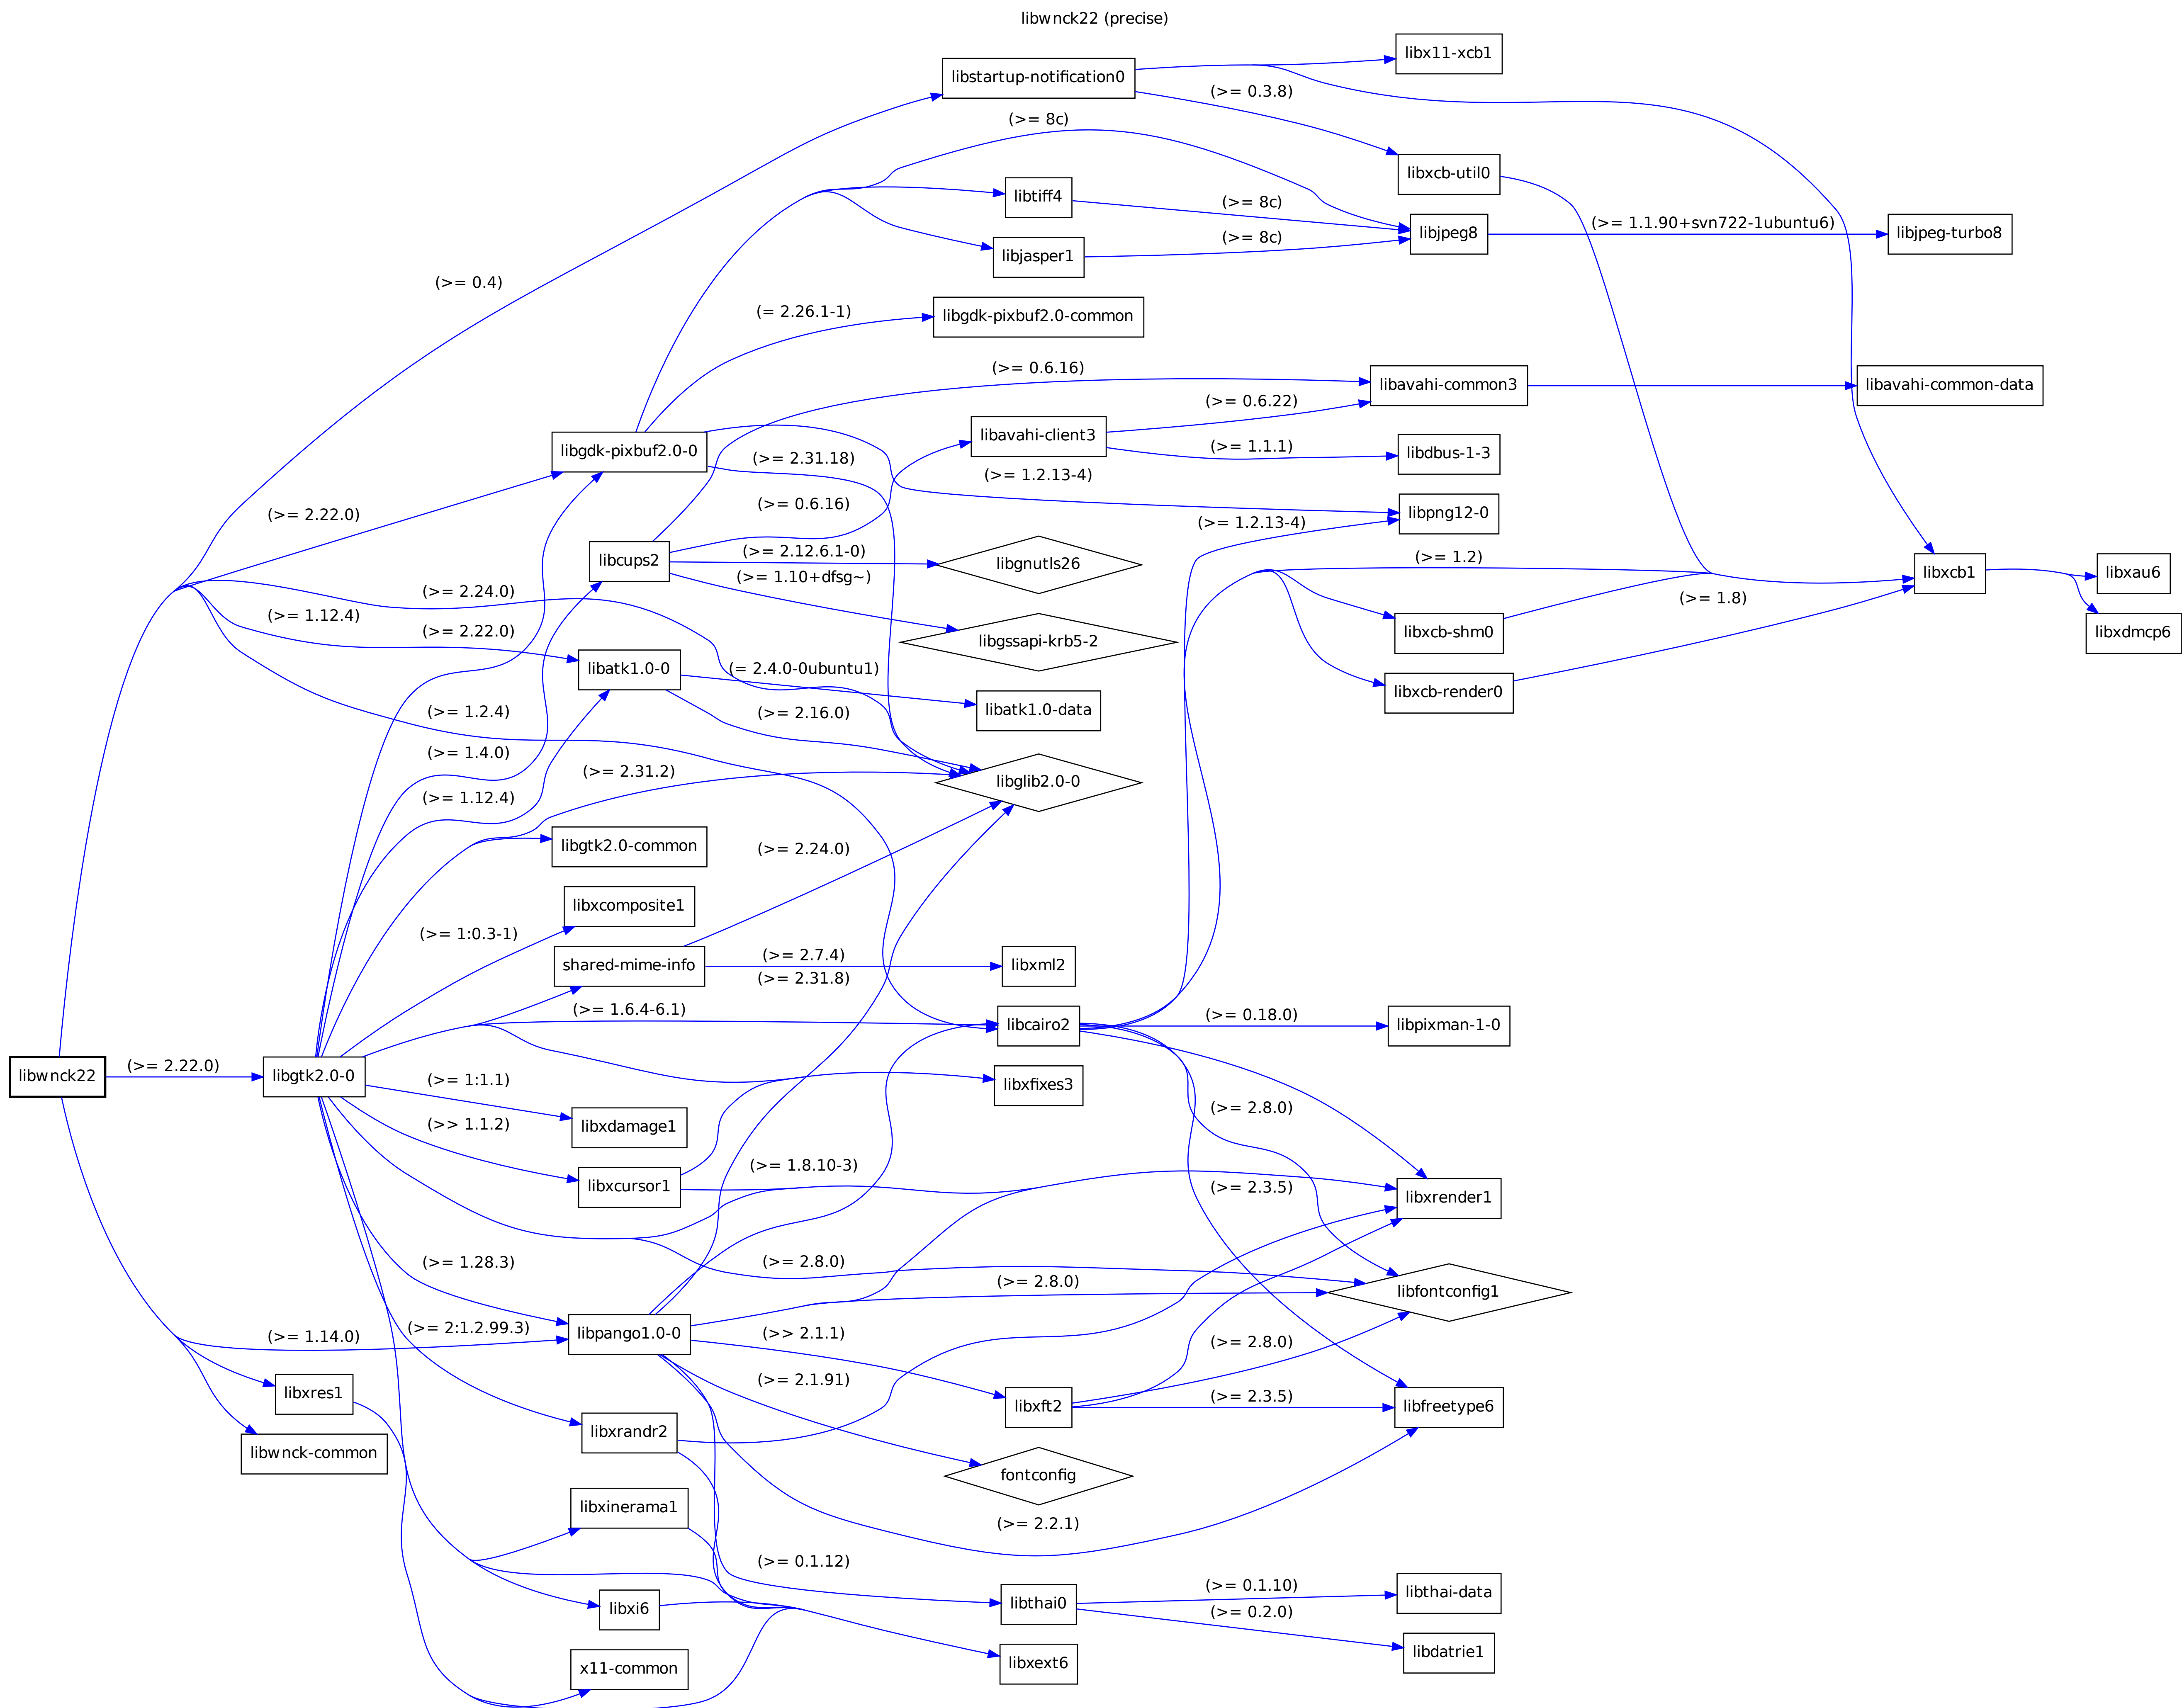 libwnck22 (precise)
libx11-xcb1
libstartup-notification0
(>= 0.3.8)
(>= 8c)
libxcb-util0
libtiff4
(>= 8c)
(>= 1.1.90+svn722-1ubuntu6)
libjpeg8
libjpeg-turbo8
(>= 8c)
libjasper1
(>= 0.4)
(= 2.26.1-1)
libgdk-pixbuf2.0-common
(>= 0.6.16)
libavahi-common3
libavahi-common-data
(>= 0.6.22)
libavahi-client3
(>= 1.1.1)
libdbus-1-3
libgdk-pixbuf2.0-0
(>= 2.31.18)
(>= 1.2.13-4)
(>= 0.6.16)
libpng12-0
(>= 2.22.0)
(>= 1.2.13-4)
(>= 2.12.6.1-0)
(>= 1.2)
libcups2
libgnutls26
libxcb1
libxau6
(>= 1.10+dfsg~)
(>= 2.24.0)
(>= 1.8)
(>= 1.12.4)
(>= 2.22.0)
libxcb-shm0
libxdmcp6
libgssapi-krb5-2
libatk1.0-0
(= 2.4.0-0ubuntu1)
libxcb-render0
(>= 1.2.4)
(>= 2.16.0)
libatk1.0-data
(>= 1.4.0)
(>= 2.31.2)
libglib2.0-0
(>= 1.12.4)
libgtk2.0-common
(>= 2.24.0)
libxcomposite1
(>= 1:0.3-1)
shared-mime-info
(>= 2.7.4)
libxml2
(>= 2.31.8)
(>= 1.6.4-6.1)
libcairo2
(>= 0.18.0)
libpixman-1-0
libwnck22
(>= 2.22.0)
libgtk2.0-0
(>= 1:1.1)
libxfixes3
(>= 2.8.0)
(>> 1.1.2)
libxdamage1
(>= 1.8.10-3)
libxcursor1
(>= 2.3.5)
libxrender1
(>= 1.28.3)
(>= 2.8.0)
(>= 2.8.0)
libfontconfig1
(>= 1.14.0)
(>= 2:1.2.99.3)
libpango1.0-0
(>> 2.1.1)
(>= 2.8.0)
(>= 2.1.91)
libxres1
(>= 2.3.5)
libxft2
libfreetype6
libxrandr2
libwnck-common
fontconfig
libxinerama1
(>= 2.2.1)
(>= 0.1.12)
(>= 0.1.10)
libthai-data
libxi6
libthai0
(>= 0.2.0)
libdatrie1
x11-common
libxext6